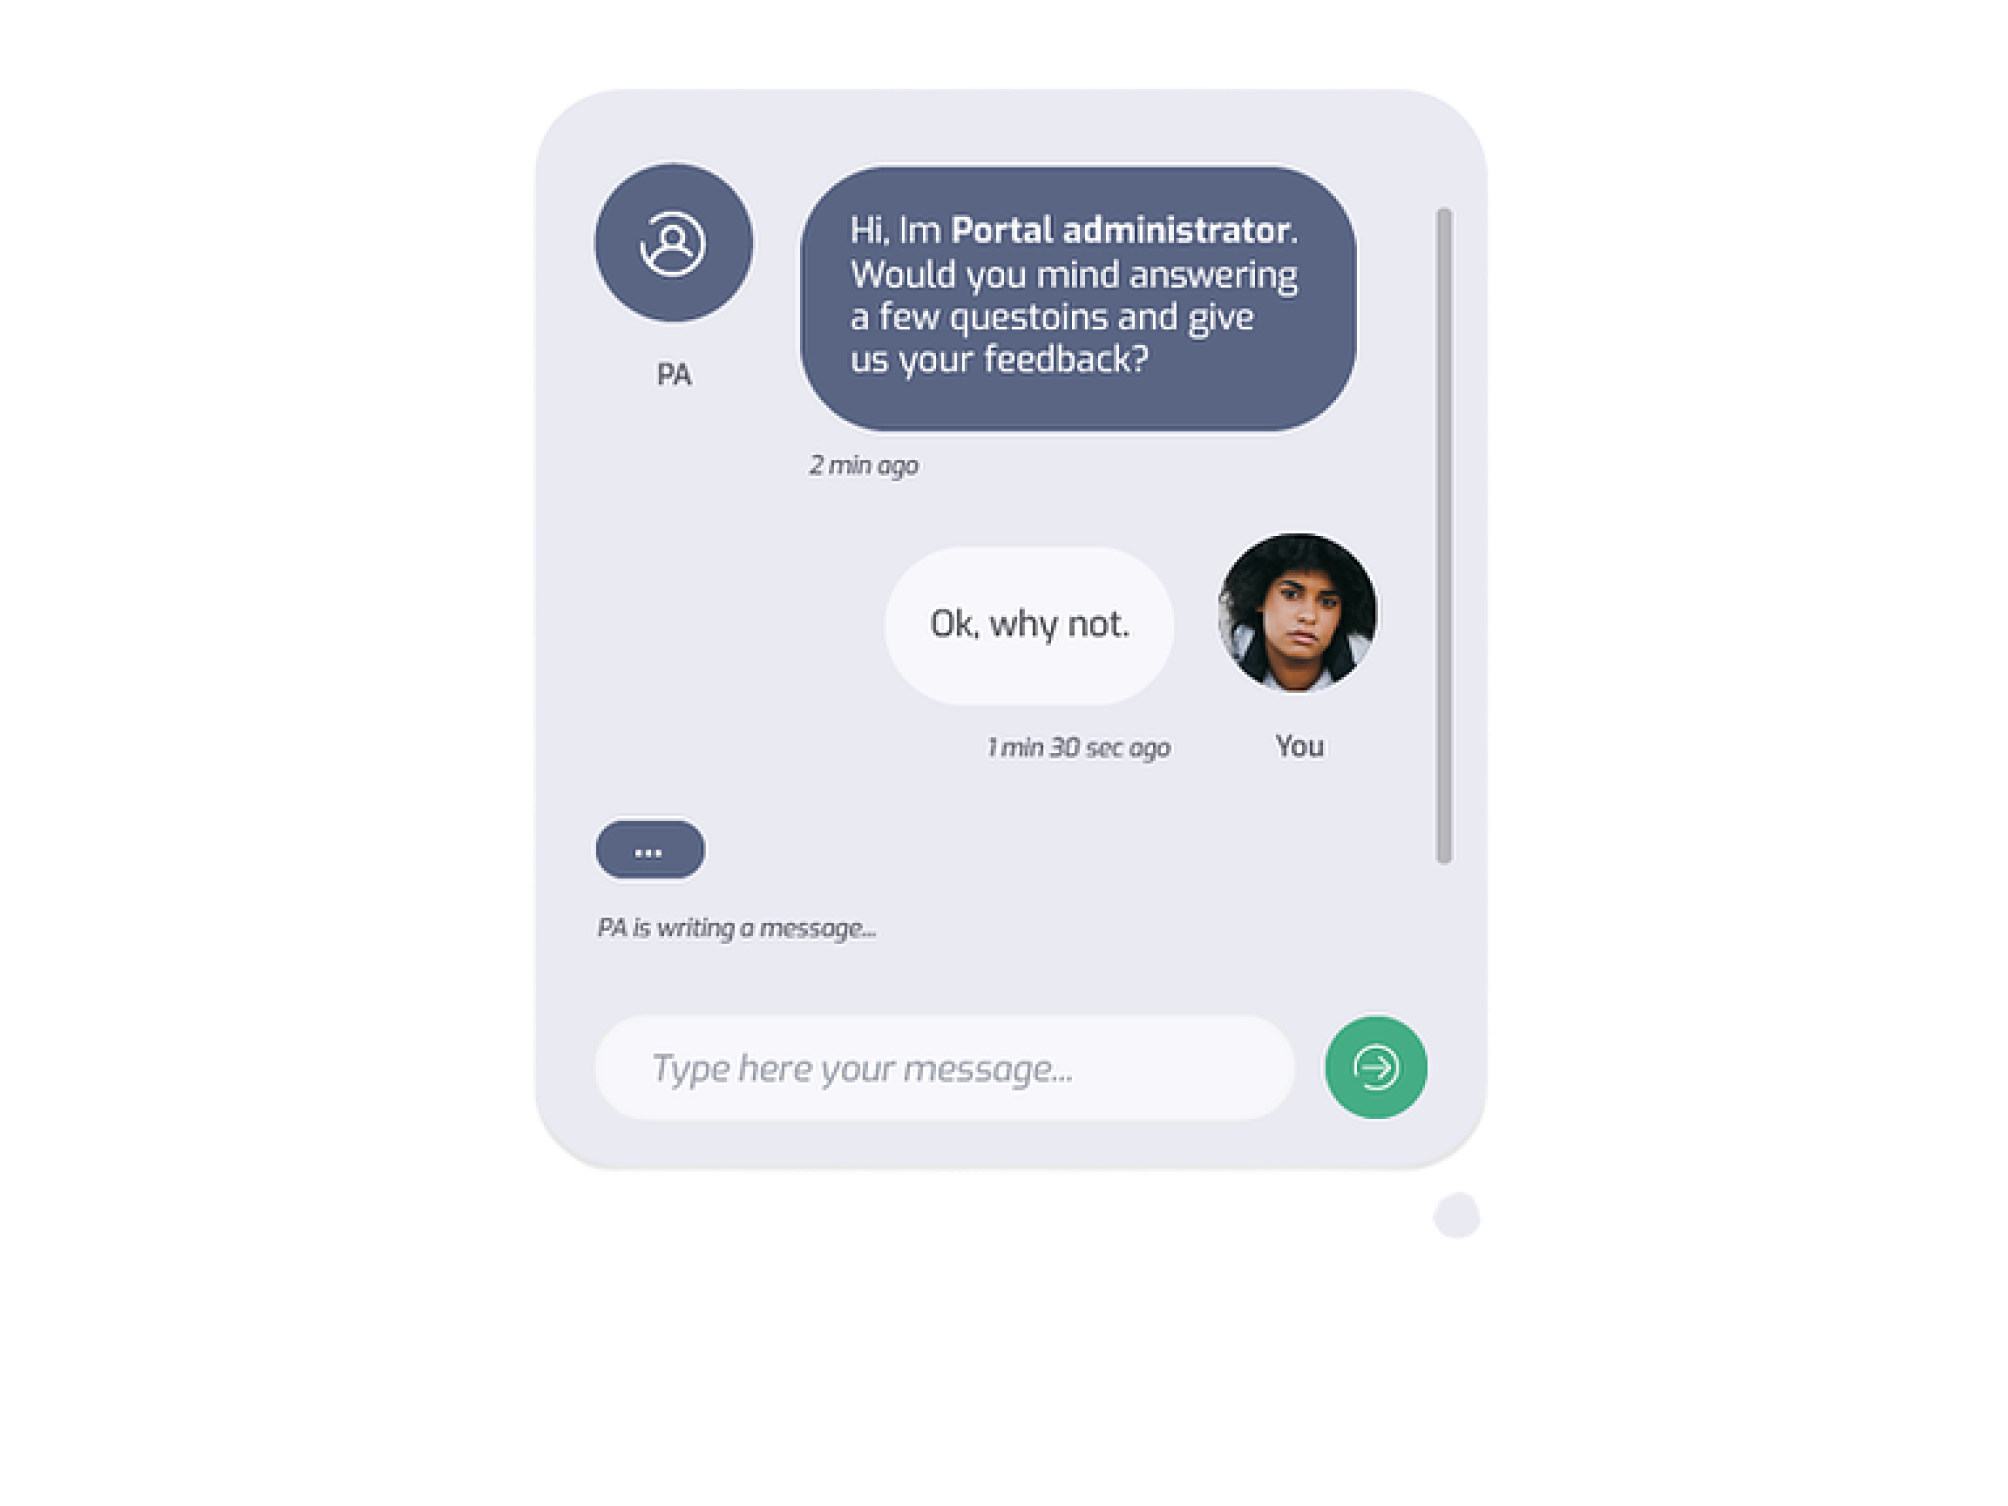 Hi, Im Portal administrator.
Would you mind answering
a few questoins and give
us your feedback?
PA
2 min ago
Ok, why not.
1 min 30 sec ago
You
...
PA is writing a message...
Type here your message...